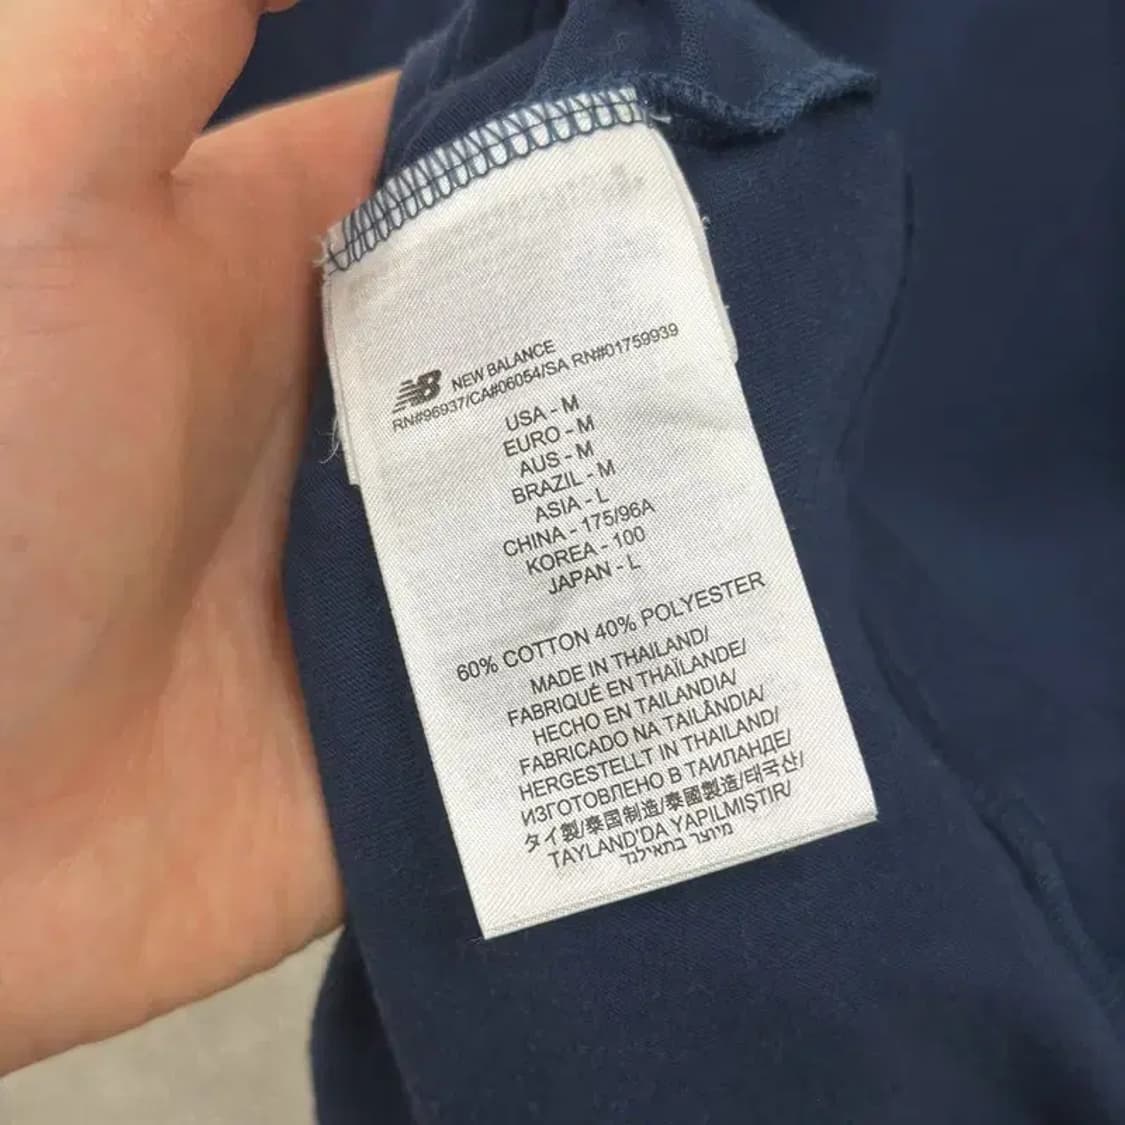 NB NEW BALANCE
RN#96937/CA#06054/SA RN#01759939
USA - M
EURO - M
AUS - M
BRAZIL - M
ASIA - L
CHINA - 175/96A
KOREA - 100
JAPAN - L
60% COTTON 40% POLYESTER
MADE IN THAILAND/
FABRIQUÉ EN THAÏLANDE/
HECHO EN TAILANDIA/
FABRICADO NA TAILÂNDIA/
HERGESTELLT IN THAILAND/
ИЗГОТОВЛЕНО В ТАИЛАНДЕ/
タイ製/泰国制造/泰國製造/태국산/
TAYLAND'DA YAPILMIŞTIR/
מיוצר בתאילנד